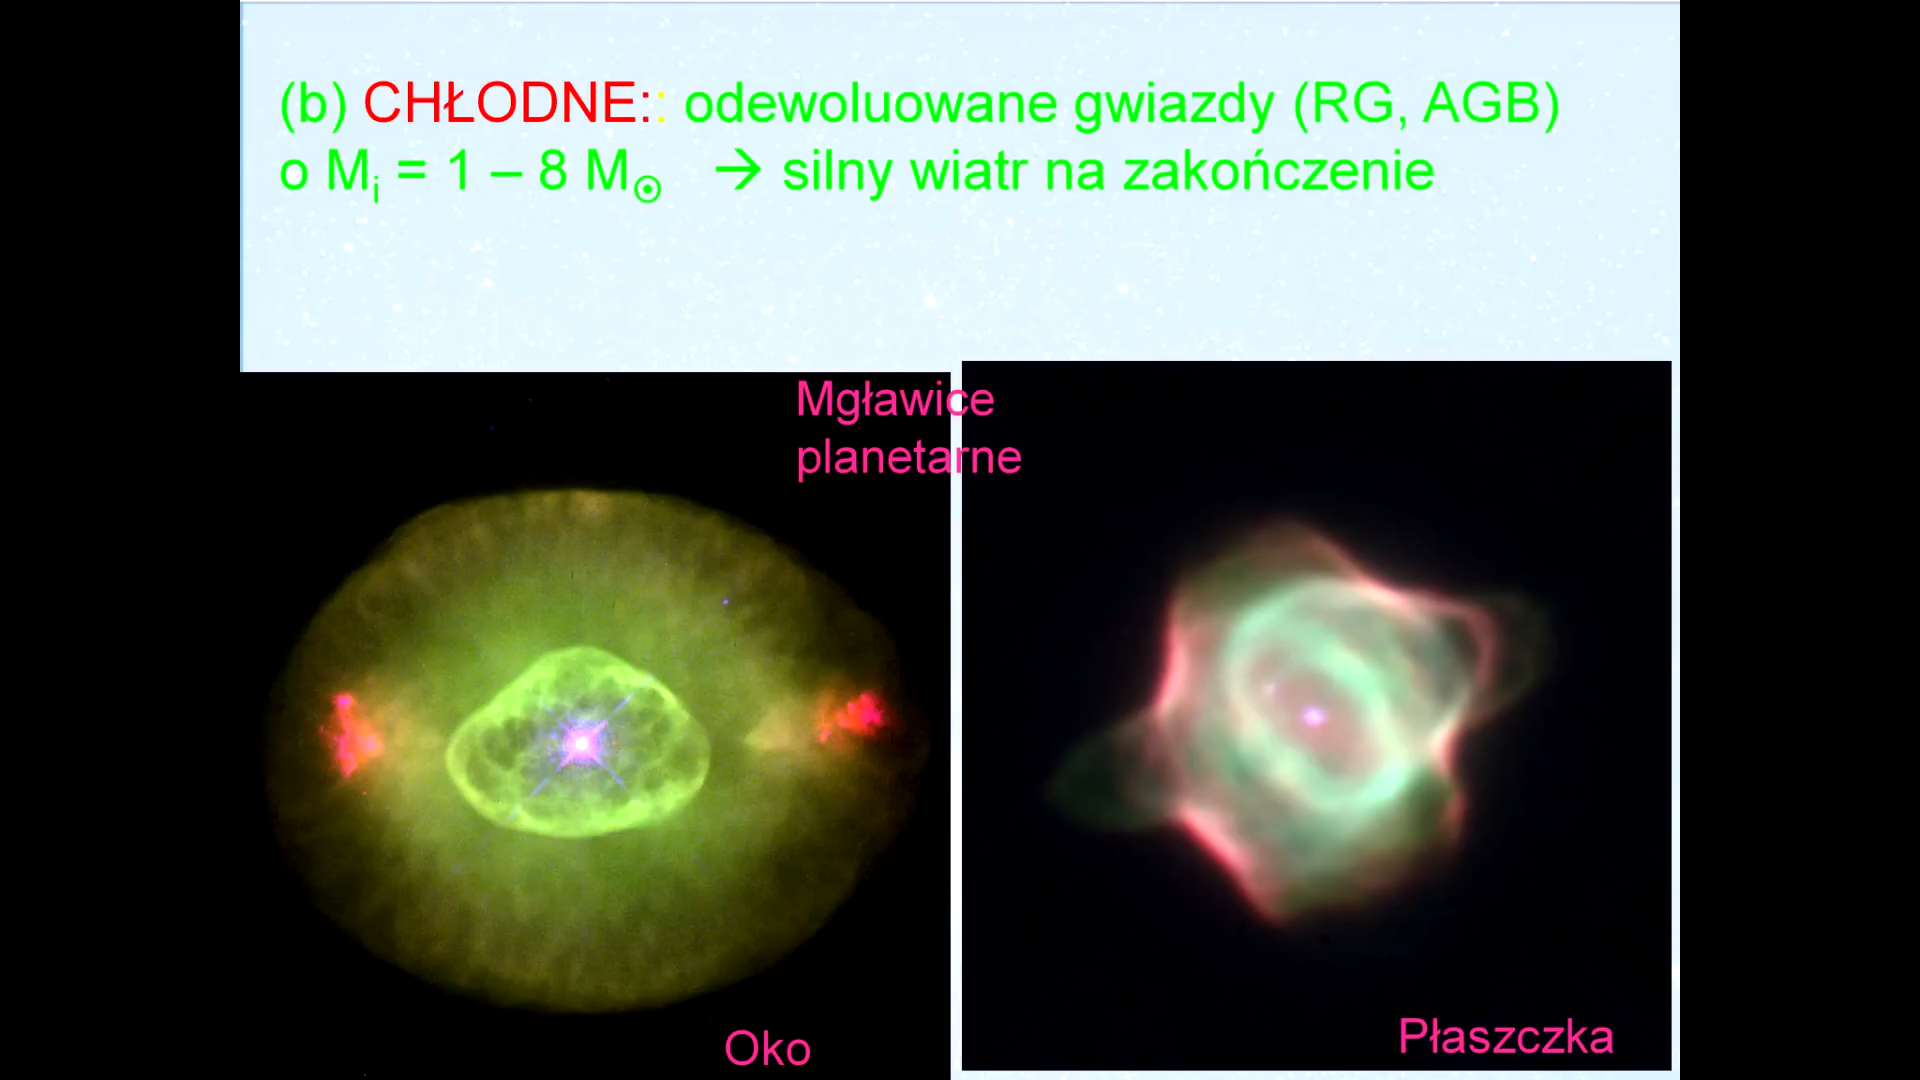 (b) CHŁODNE:: odewoluowane gwiazdy (RG, AGB)
o Mᵢ = 1 – 8 M☉ → silny wiatr na zakończenie
Mgławice
planetarne
Oko
Płaszczka